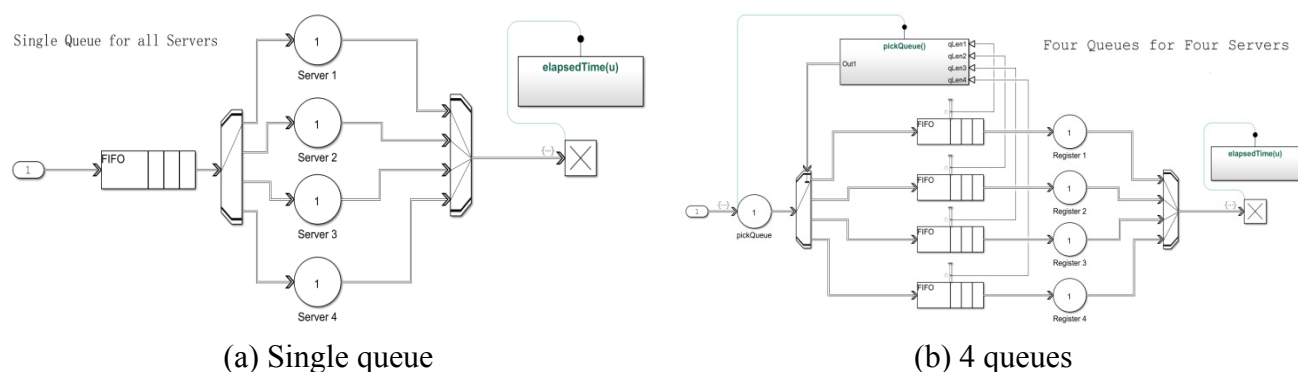 Single Queue for all Servers
1
Server 1
1
Server 2
1
Server 3
1
Server 4
1
FIFO
elapsedTime(u)
{...}
(a) Single queue
Four Queues for Four Servers
pickQueue()
Out1
qLen1
qLen2
qLen3
qLen4
1
{...}
1
pickQueue
FIFO
n
1
Register 1
FIFO
n
1
Register 2
FIFO
n
1
Register 3
FIFO
n
1
Register 4
{...}
elapsedTime(u)
(b) 4 queues